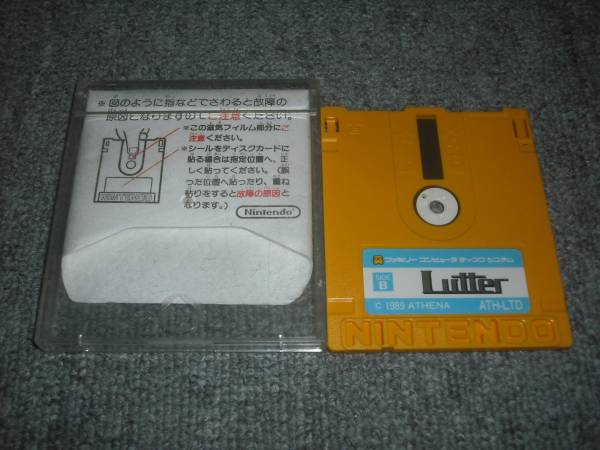 ※図のように指などでさわると故障の
原因となりますのでご注意ください。
※この磁気フィルム部分にご
注意ください。
※シールをディスクカードに
貼る場合は指定位置へ、正
しく貼ってください。(誤
った位置へ貼ったり、重ね
貼りをすると故障の原因と
なります。)
Nintendo
ファミリー コンピュータ ディスク システム
SIDE
B
Lutter
© 1989 ATHENA
ATH-LTD
NINTENDO